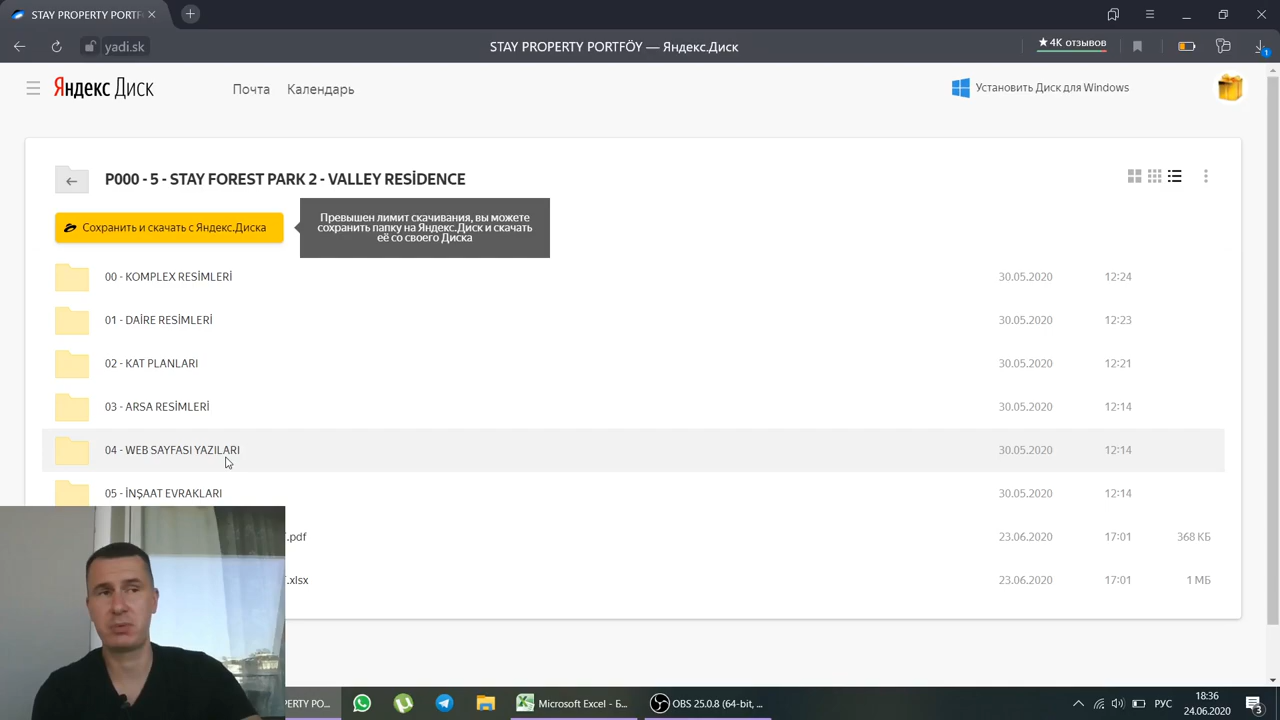 STAY PROPERTY PORTF
yadi.sk
STAY PROPERTY PORTFÖY — Яндекс.Диск
★ 4K отзывов
Яндекс Диск
Почта
Календарь
Установить Диск для Windows
P000 - 5 - STAY FOREST PARK 2 - VALLEY RESİDENCE
Сохранить и скачать с Яндекс.Диска
Превышен лимит скачивания, вы можете
сохранить папку на Яндекс.Диск и скачать
её со своего Диска
00 - KOMPLEX RESİMLERİ 30.05.2020 12:24
01 - DAİRE RESİMLERİ 30.05.2020 12:23
02 - KAT PLANLARI 30.05.2020 12:21
03 - ARSA RESİMLERİ 30.05.2020 12:14
04 - WEB SAYFASI YAZILARI 30.05.2020 12:14
05 - İNŞAAT EVRAKLARI 30.05.2020 12:14
.pdf 23.06.2020 17:01 368 КБ
.xlsx 23.06.2020 17:01 1 МБ
PERTY PO...
Microsoft Excel - Б...
OBS 25.0.8 (64-bit, ...
РУС
18:36
24.06.2020
3